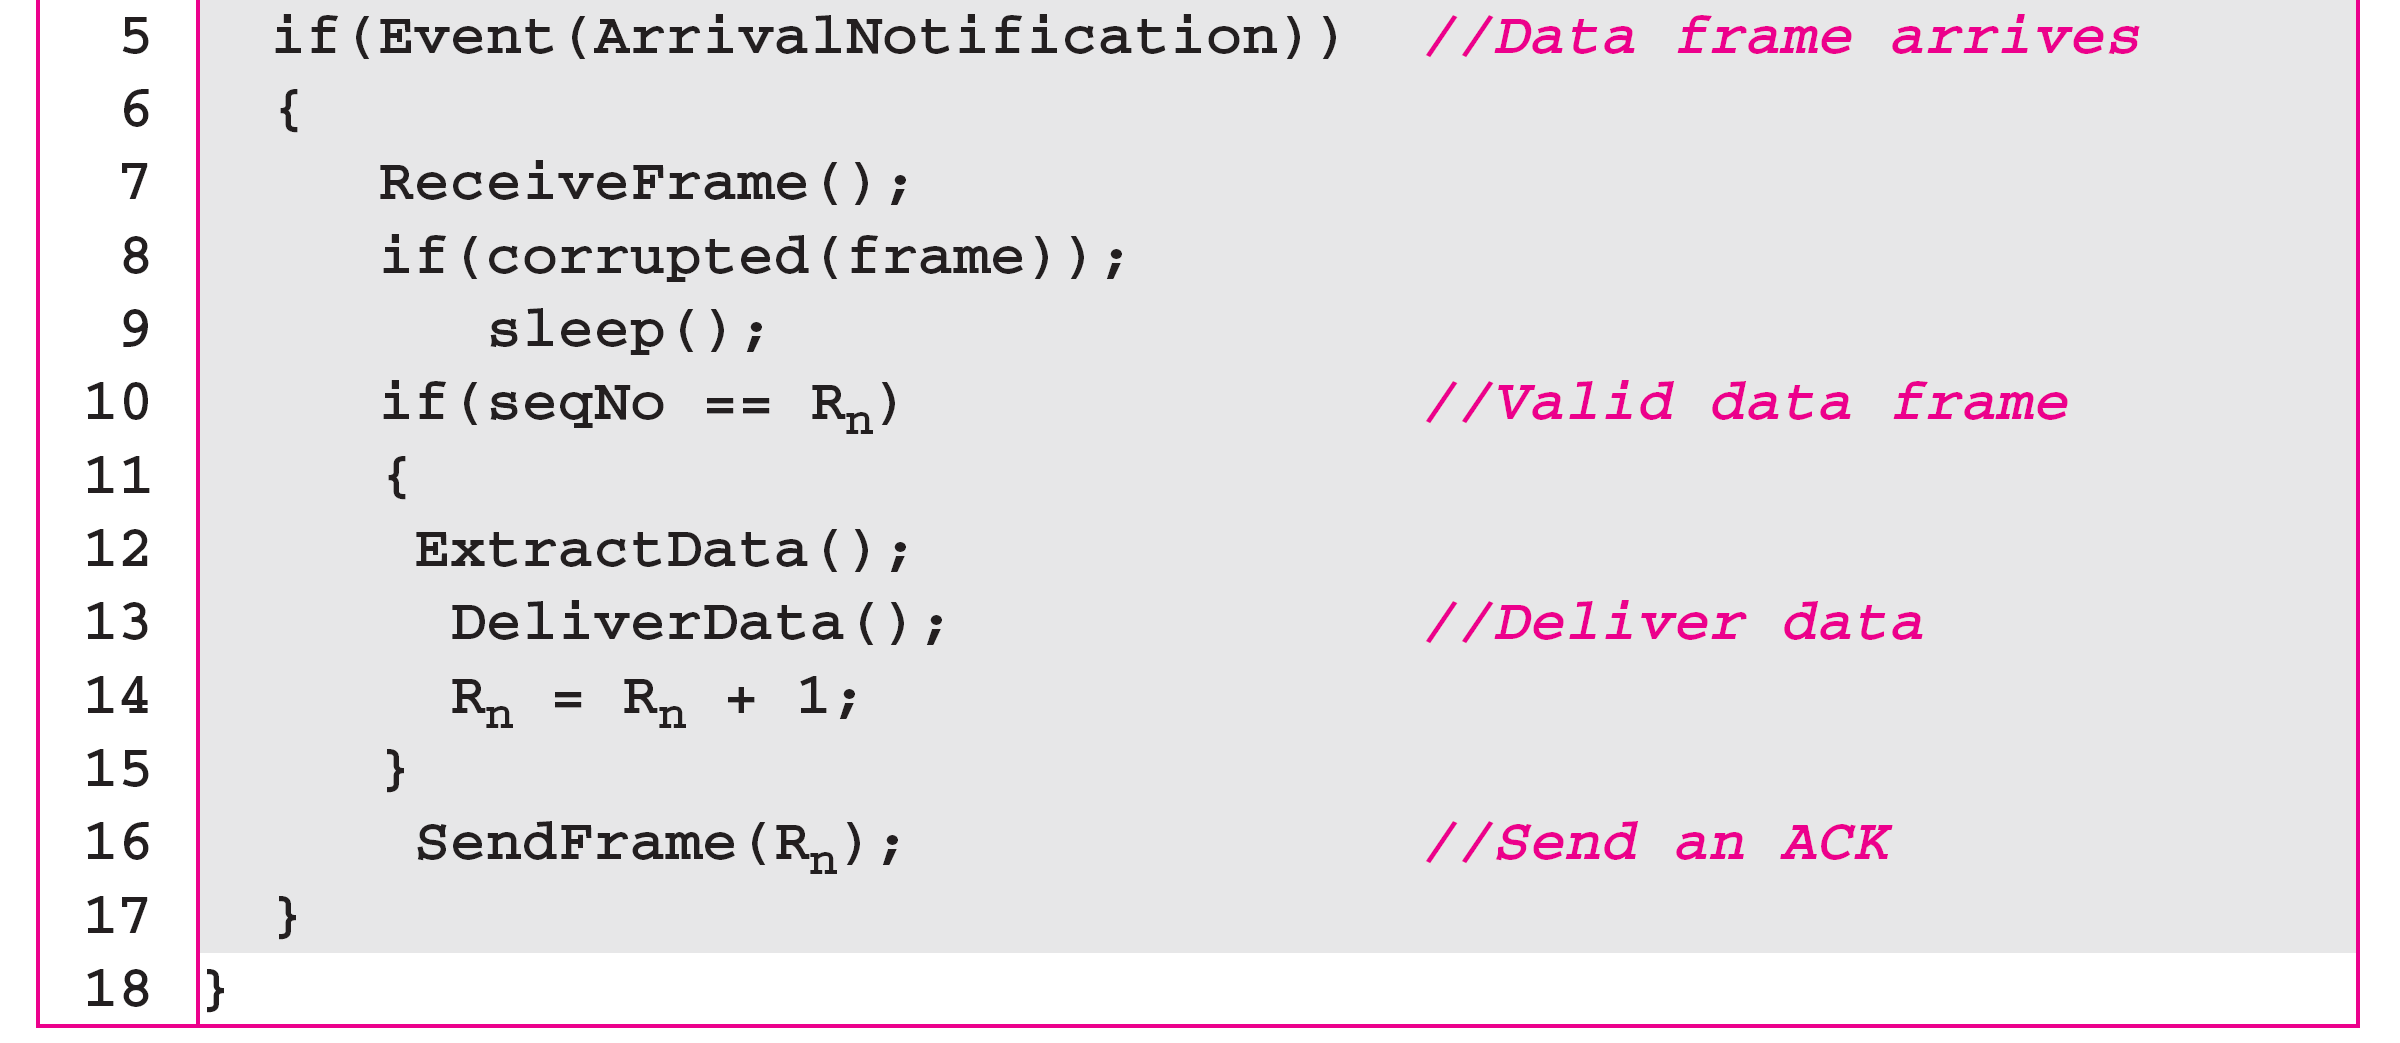 5 if(Event(ArrivalNotification)) //Data frame arrives
6 {
7 ReceiveFrame();
8 if(corrupted(frame));
9 sleep();
10 if(seqNo == Rn) //Valid data frame
11 {
12 ExtractData();
13 DeliverData(); //Deliver data
14 Rn = Rn + 1;
15 }
16 SendFrame(Rn); //Send an ACK
17 }
18 }